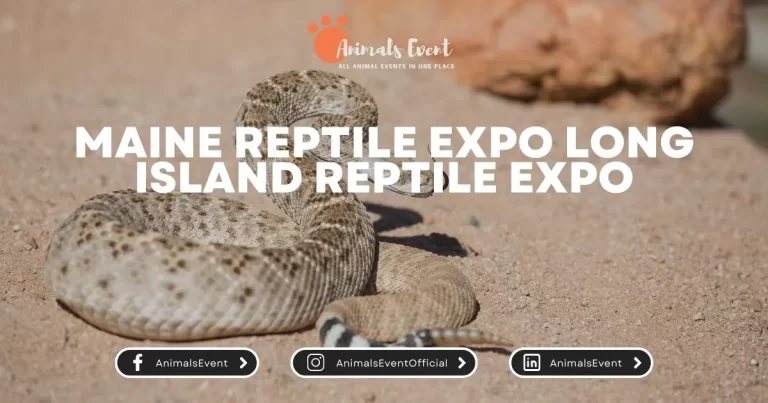 Animals Event
ALL ANIMAL EVENTS IN ONE PLACE
MAINE REPTILE EXPO LONG
ISLAND REPTILE EXPO
AnimalsEvent
AnimalsEventOfficial
AnimalsEvent